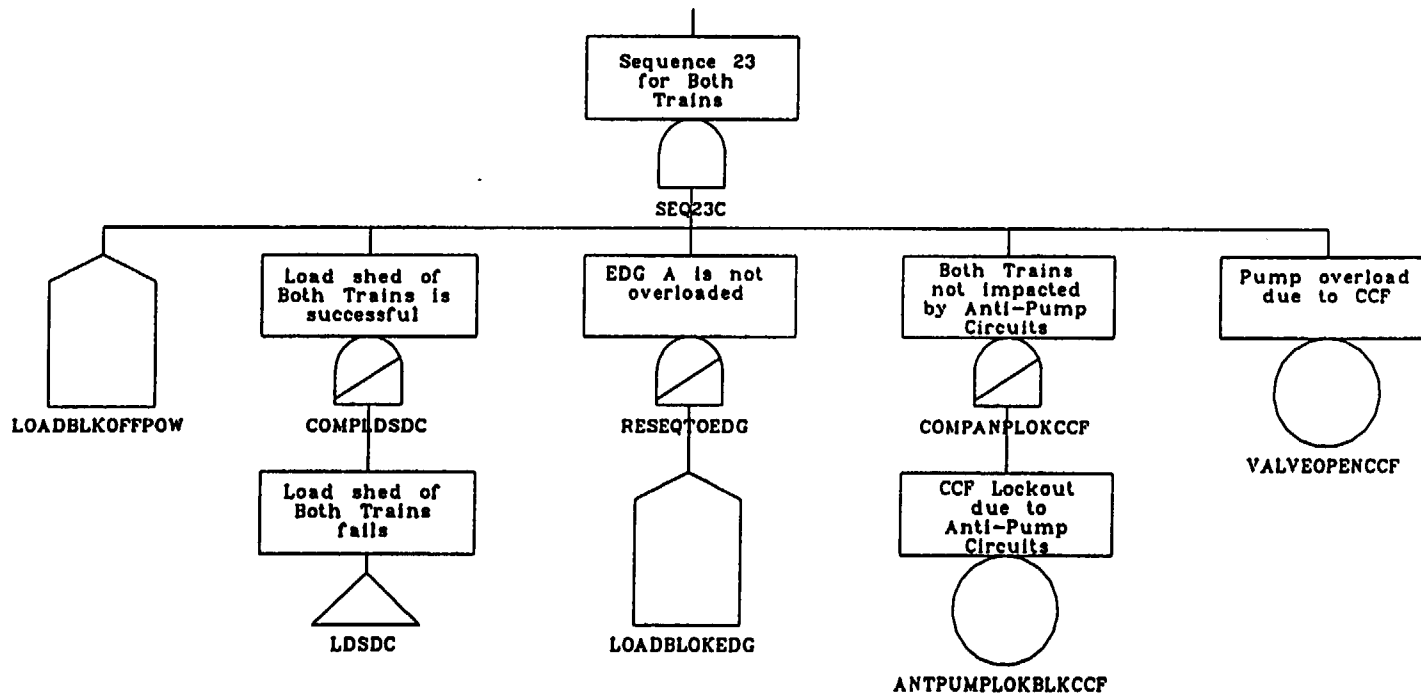 Sequence 23
for Both
Trains
SEQ23C
LOADBLKOFFPOW
Load shed of
Both Trains is
successful
COMPLDSDC
Load shed of
Both Trains
fails
LDSDC
EDG A is not
overloaded
RESEQTOEDG
LOADBLOKEDG
Both Trains
not impacted
by Anti-Pump
Circuits
COMPANPLOKCCF
CCF Lockout
due to
Anti-Pump
Circuits
ANTPUMPLOKBLKCCF
Pump overload
due to CCF
VALVEOPENCCF